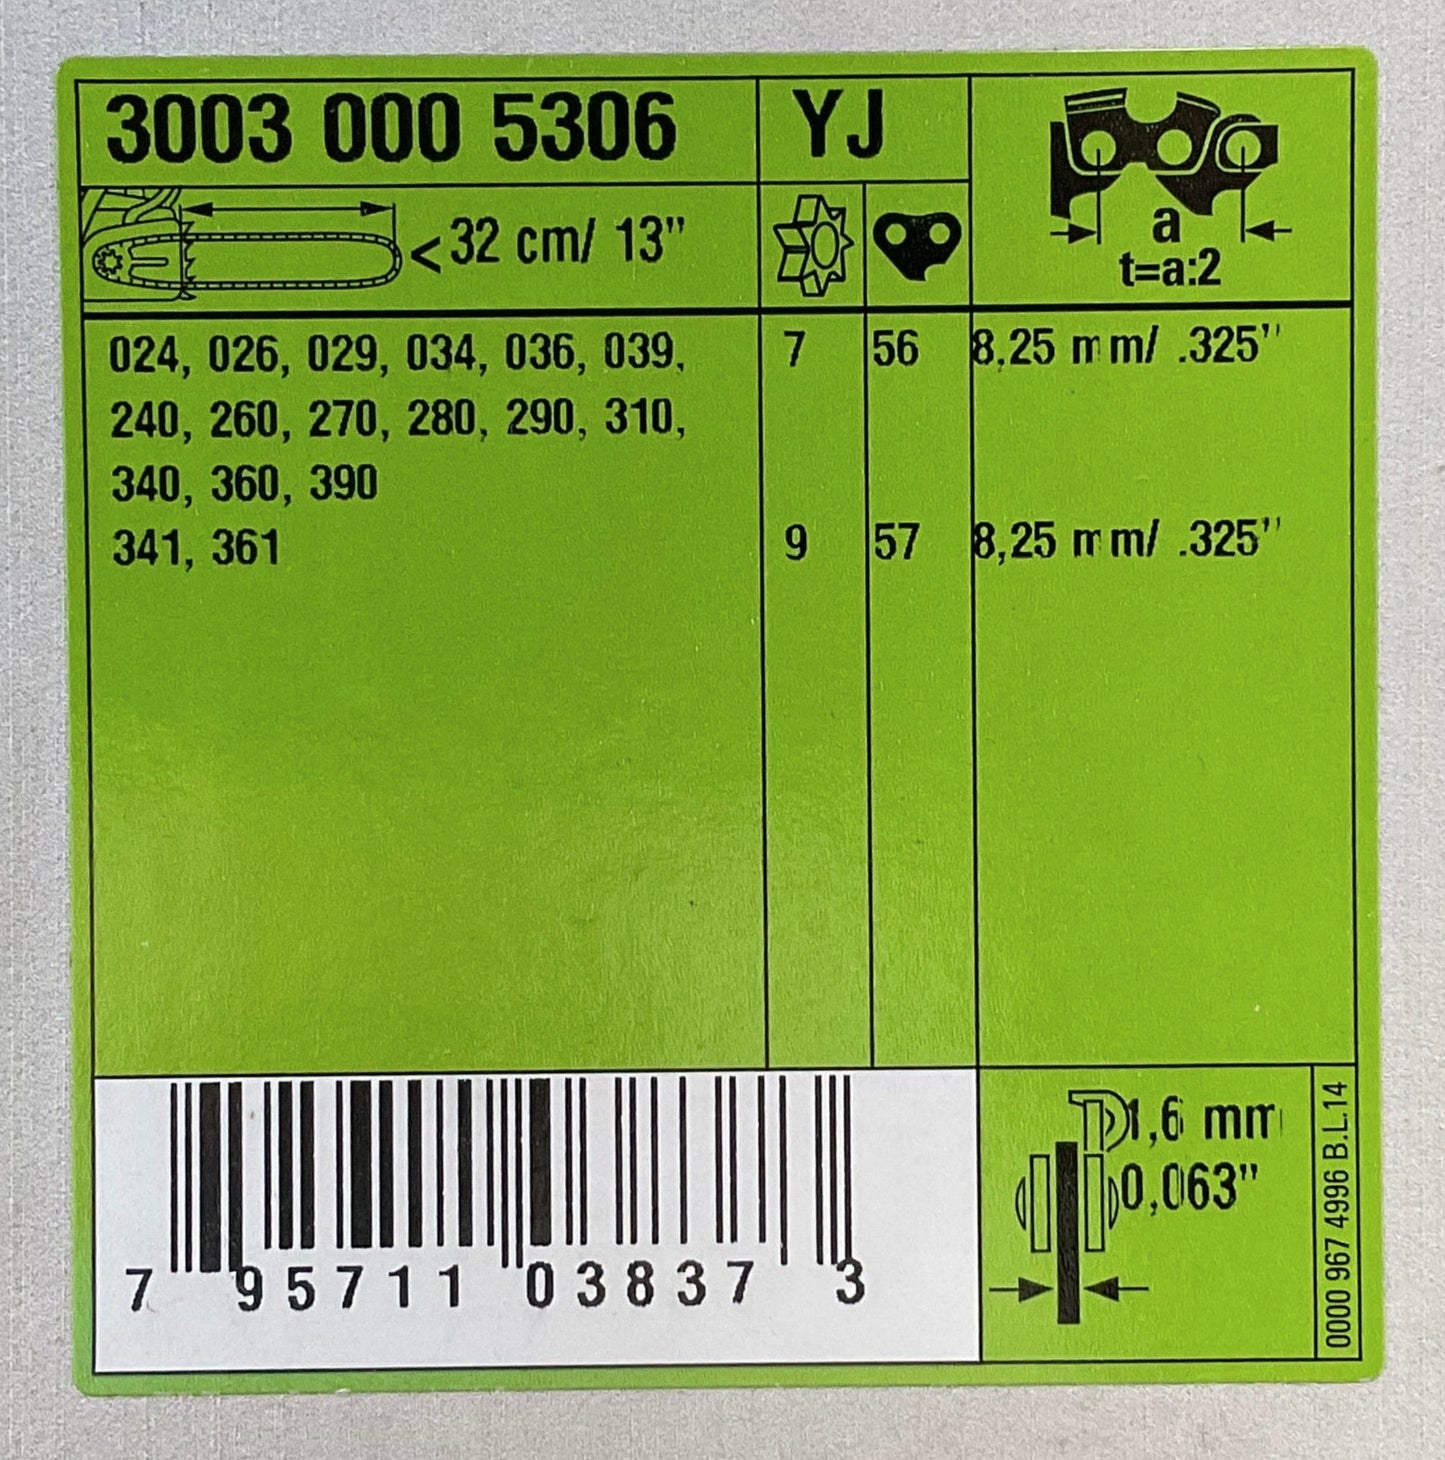 3003 000 5306
YJ
<32 cm/ 13"
a
t=a:2
024, 026, 029, 034, 036, 039, 7 56 8,25 mm/ .325"
240, 260, 270, 280, 290, 310,
340, 360, 390
341, 361 9 57 8,25 mm/ .325"
7 95711 03837 3
1,6 mm
0,063"
0000 967 4996 B.L.14